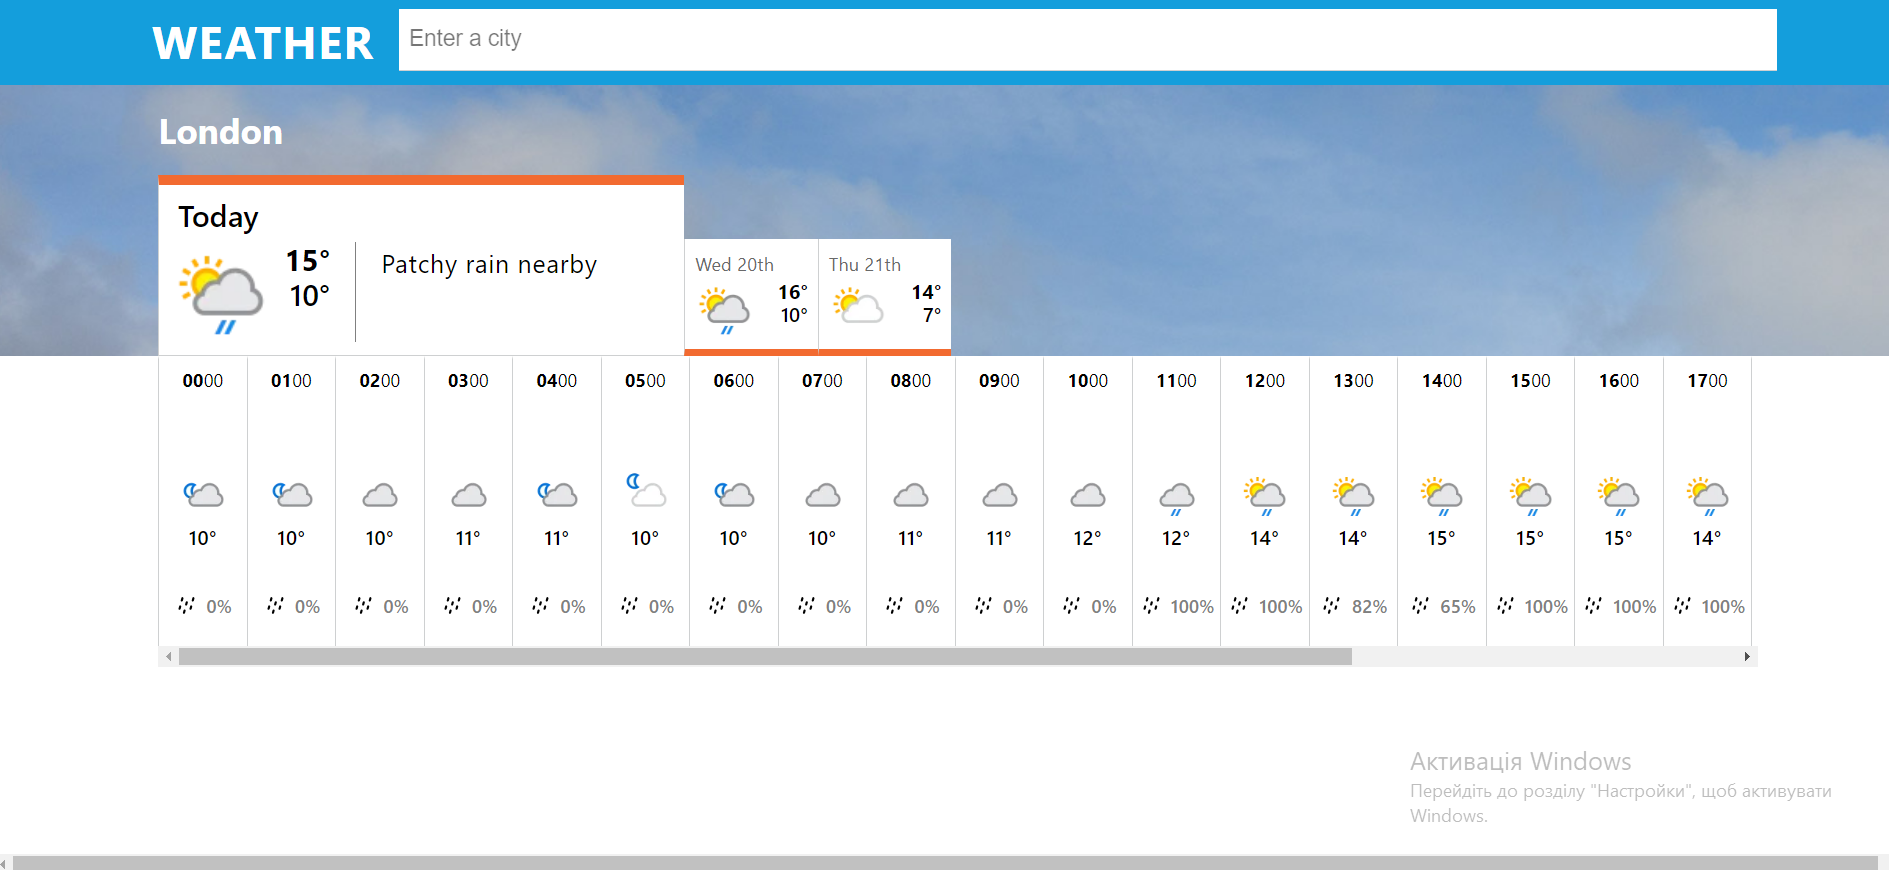 WEATHER Enter a city
London
Today
15°
10°
Patchy rain nearby
Wed 20th
16°
10°
Thu 21th
14°
7°
0000 0100 0200 0300 0400 0500 0600 0700 0800 0900 1000 1100 1200 1300 1400 1500 1600 1700
10° 10° 10° 11° 11° 10° 10° 10° 11° 11° 12° 12° 14° 14° 15° 15° 15° 14°
0% 0% 0% 0% 0% 0% 0% 0% 0% 0% 0% 100% 100% 82% 65% 100% 100% 100%
Активація Windows
Перейдіть до розділу "Настройки", щоб активувати
Windows.